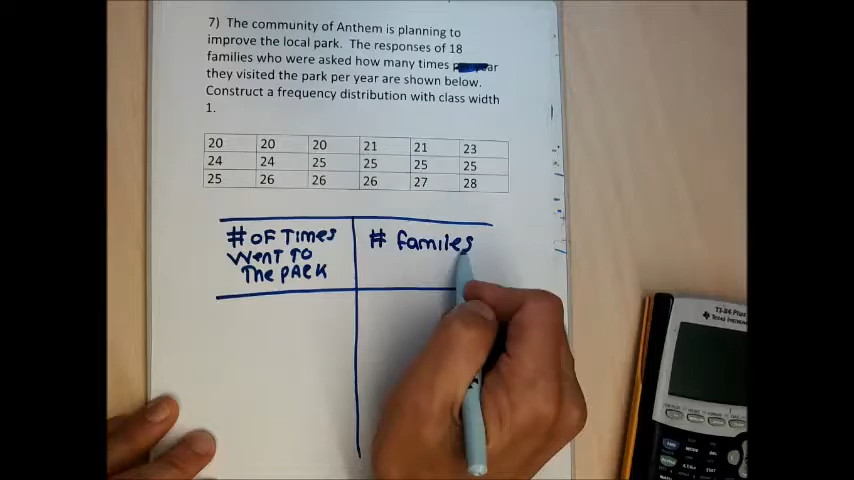 7) The community of Anthem is planning to
improve the local park. The responses of 18
families who were asked how many times
they visited the park per year are shown below.
Construct a frequency distribution with class width
1.
20 20 20 21 21 23
24 24 25 25 25 25
25 26 26 26 27 28
# OF TIMES # familes
WenT TO
The PARK
TI-84 Plus
TEXAS INSTRUMENTS